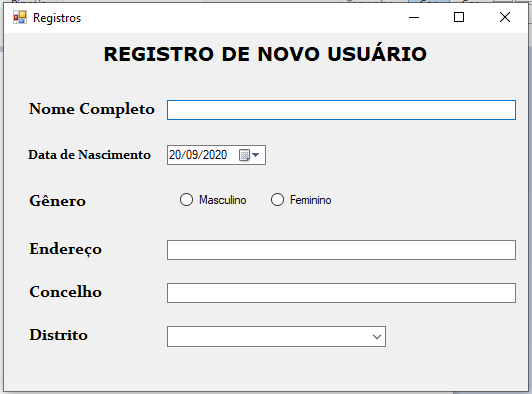 Registros
REGISTRO DE NOVO USUÁRIO
Nome Completo
Data de Nascimento 20/09/2020
Gênero Masculino Feminino
Endereço
Concelho
Distrito